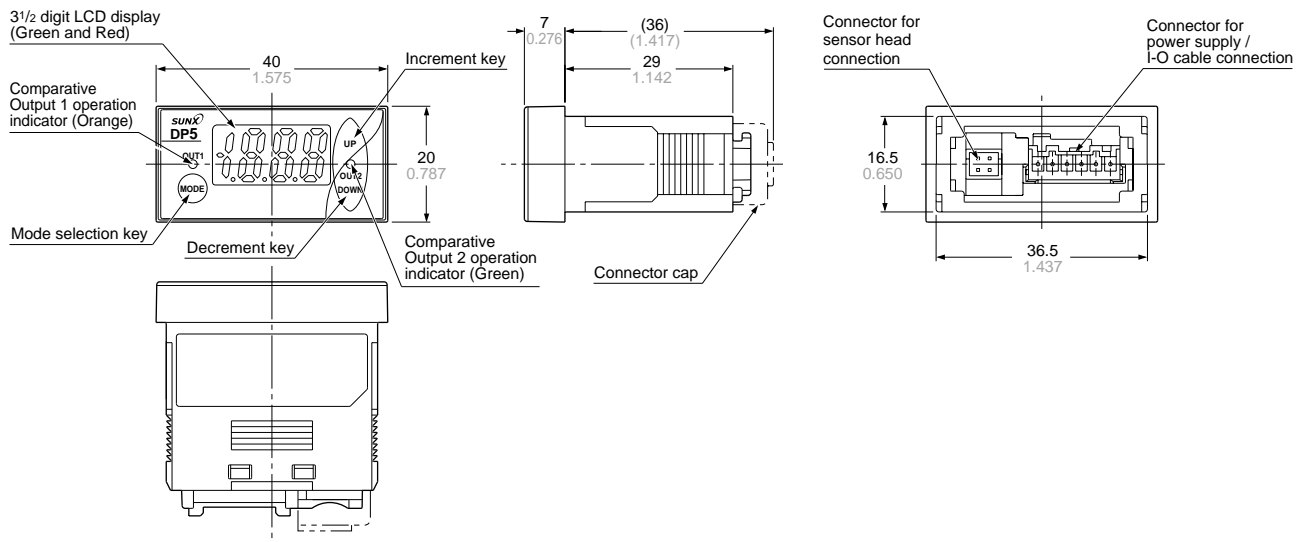 3 1/2 digit LCD display
(Green and Red)
7
0.276
(36)
(1.417)
Connector for
sensor head
connection
Connector for
power supply /
I-O cable connection
40
1.575
Increment key
29
1.142
Comparative
Output 1 operation
indicator (Orange)
SUNX
DP5
OUT1
MODE
UP
OUT2
DOWN
20
0.787
16.5
0.650
Mode selection key
Decrement key
Comparative
Output 2 operation
indicator (Green)
Connector cap
36.5
1.437